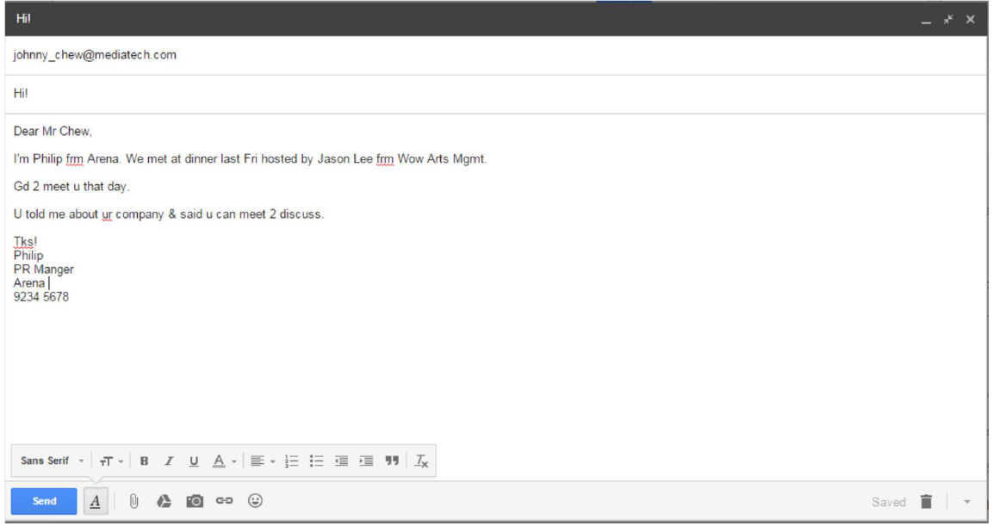 Hi!
johnny_chew@mediatech.com
Hi!
Dear Mr Chew,
I'm Philip frm Arena. We met at dinner last Fri hosted by Jason Lee frm Wow Arts Mgmt.
Gd 2 meet u that day.
U told me about ur company & said u can meet 2 discuss.
Tks!
Philip
PR Manger
Arena
9234 5678
Sans Serif
Send
Saved